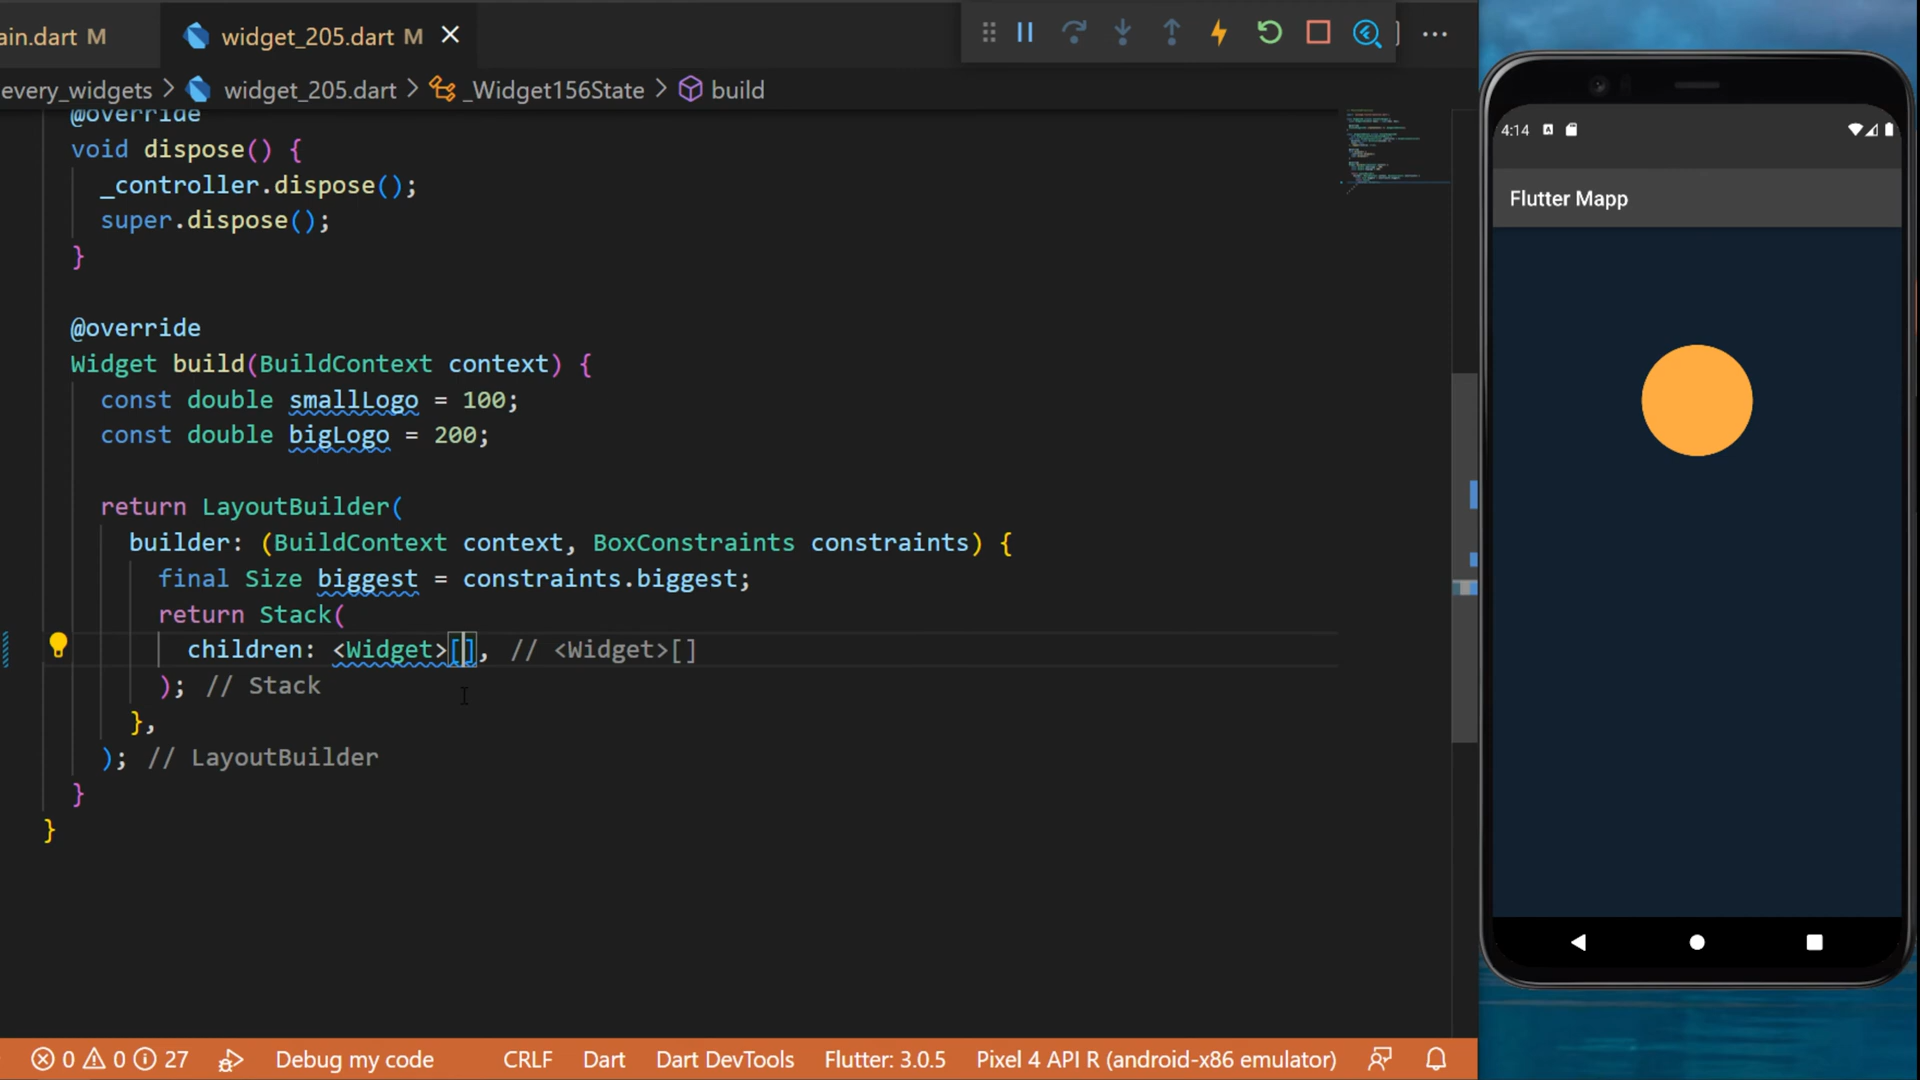 ain.dart M
widget_205.dart M
every_widgets > widget_205.dart > _Widget156State > build
@override
void dispose() {
_controller.dispose();
super.dispose();
}
@override
Widget build(BuildContext context) {
const double smallLogo = 100;
const double bigLogo = 200;
return LayoutBuilder(
builder: (BuildContext context, BoxConstraints constraints) {
final Size biggest = constraints.biggest;
return Stack(
children: <Widget>[], // <Widget>[]
); // Stack
},
); // LayoutBuilder
}
}
0 0 27 Debug my code CRLF Dart Dart DevTools Flutter: 3.0.5 Pixel 4 API R (android-x86 emulator)
4:14
Flutter Mapp